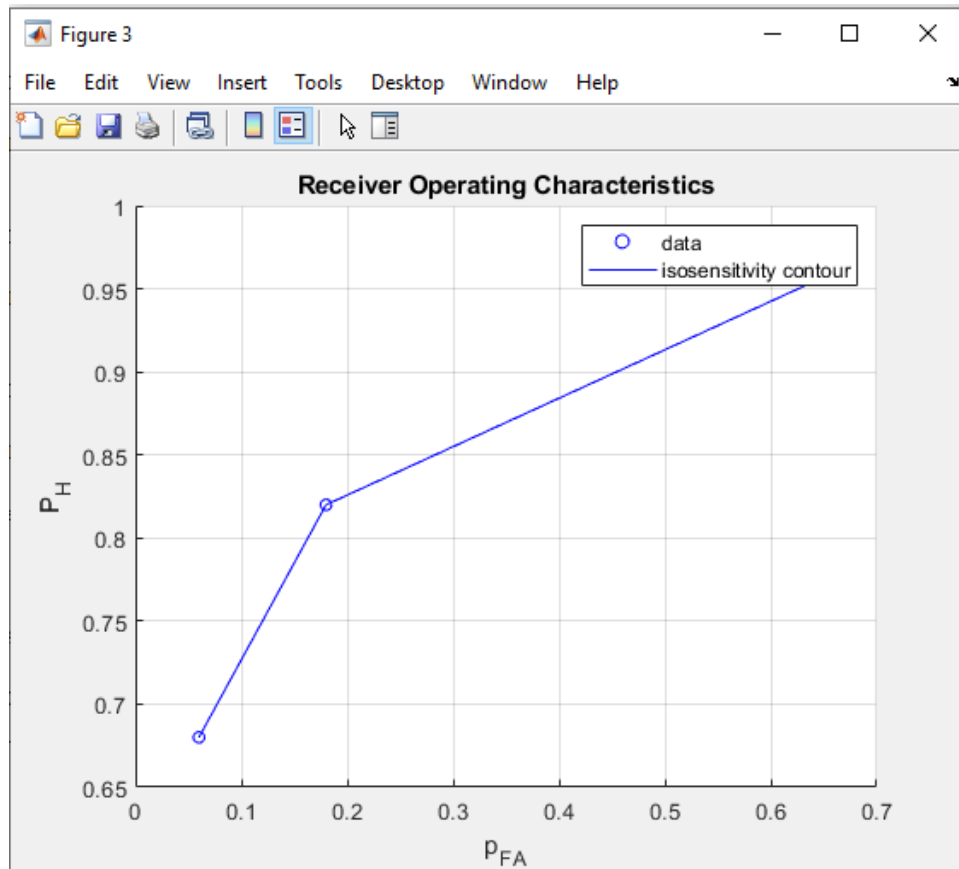 Figure 3
File Edit View Insert Tools Desktop Window Help
Receiver Operating Characteristics
data
isosensitivity contour
1
0.95
0.9
0.85
0.8
0.75
0.7
0.65
P_H
0 0.1 0.2 0.3 0.4 0.5 0.6 0.7
p_FA